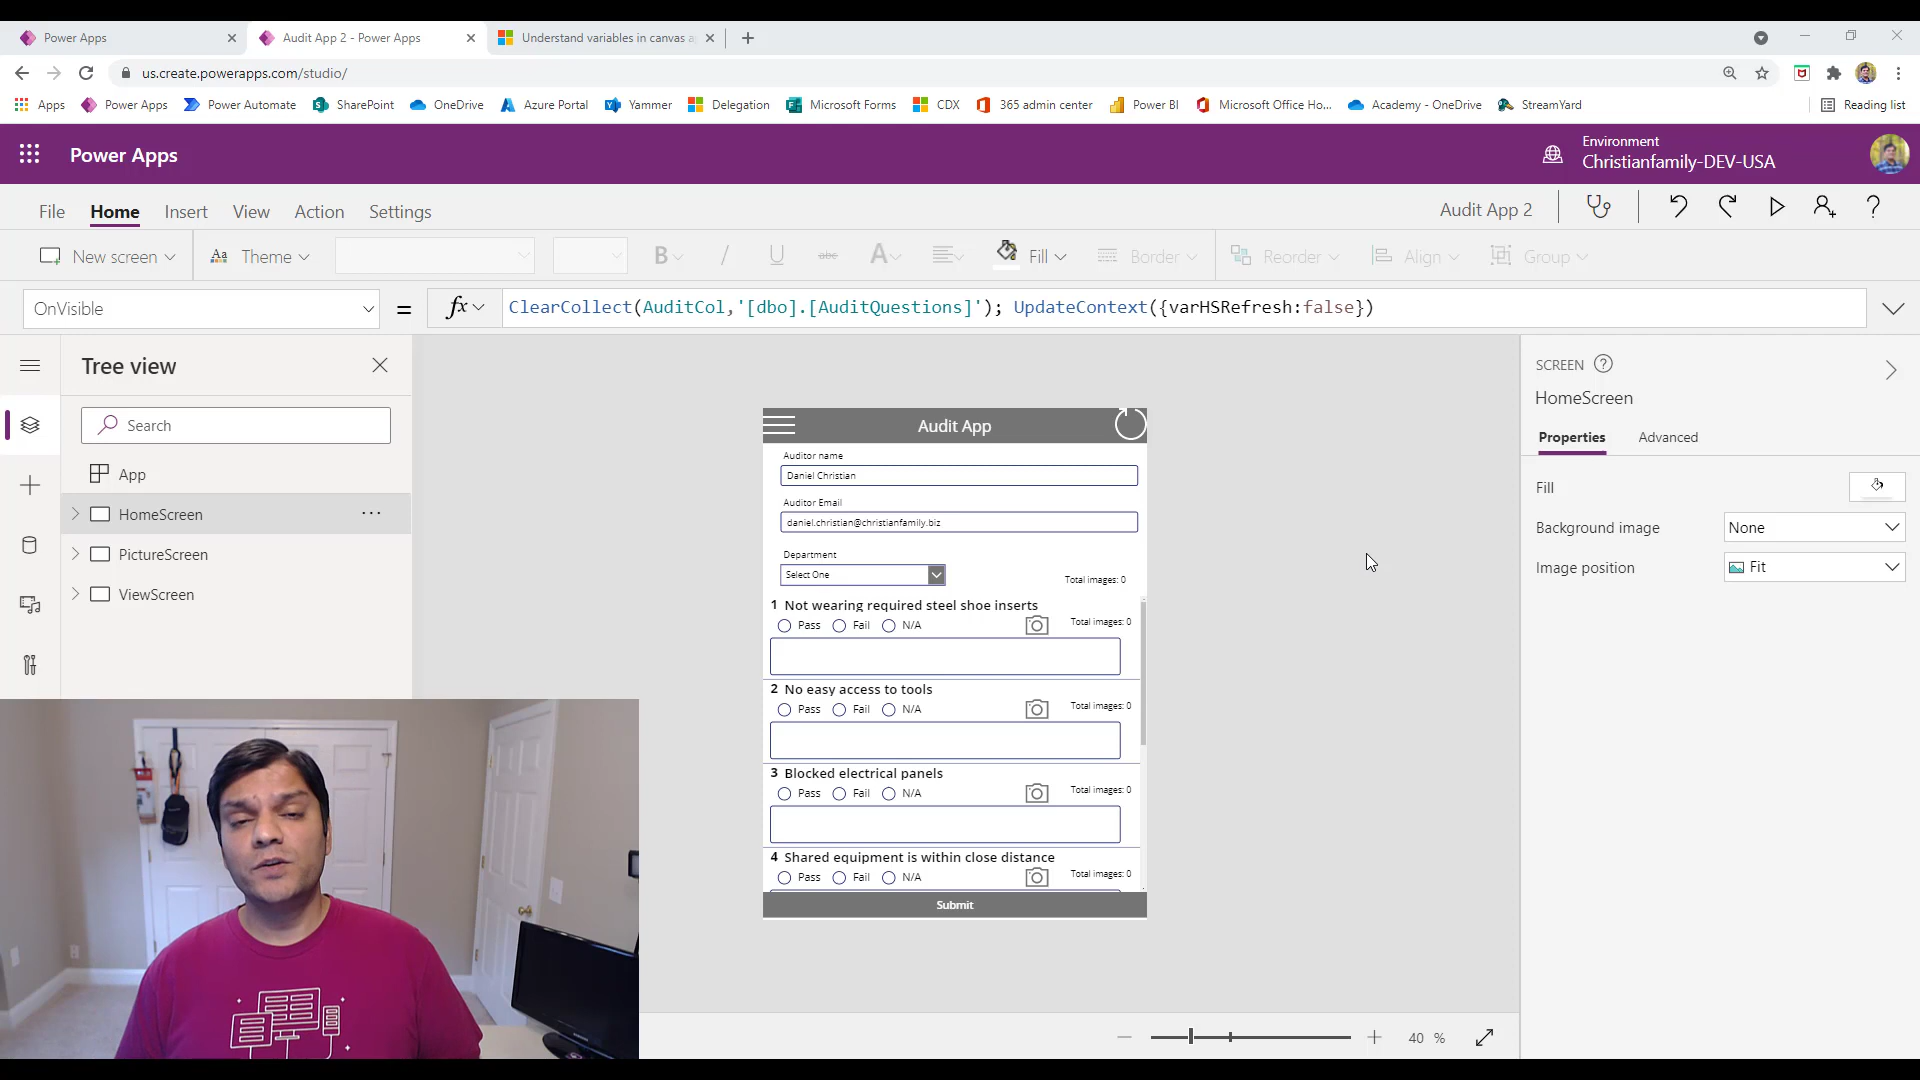 Power Apps
Audit App 2 - Power Apps
Understand variables in canvas a
us.create.powerapps.com/studio/
Apps
Power Apps
Power Automate
SharePoint
OneDrive
Azure Portal
Yammer
Delegation
Microsoft Forms
CDX
365 admin center
Power BI
Microsoft Office Ho...
Academy - OneDrive
StreamYard
Reading list
Power Apps
Environment
Christianfamily-DEV-USA
File
Home
Insert
View
Action
Settings
Audit App 2
New screen
Theme
Fill
Border
Reorder
Align
Group
OnVisible
= fx ClearCollect(AuditCol,'[dbo].[AuditQuestions]'); UpdateContext({varHSRefresh:false})
Tree view
Search
App
HomeScreen
PictureScreen
ViewScreen
Audit App
Auditor name
Daniel Christian
Auditor Email
daniel.christian@christianfamily.biz
Department
Select One
Total images: 0
1 Not wearing required steel shoe inserts
Pass Fail N/A
Total images: 0
2 No easy access to tools
Pass Fail N/A
Total images: 0
3 Blocked electrical panels
Pass Fail N/A
Total images: 0
4 Shared equipment is within close distance
Pass Fail N/A
Total images: 0
Submit
SCREEN
HomeScreen
Properties
Advanced
Fill
Background image
None
Image position
Fit
40 %